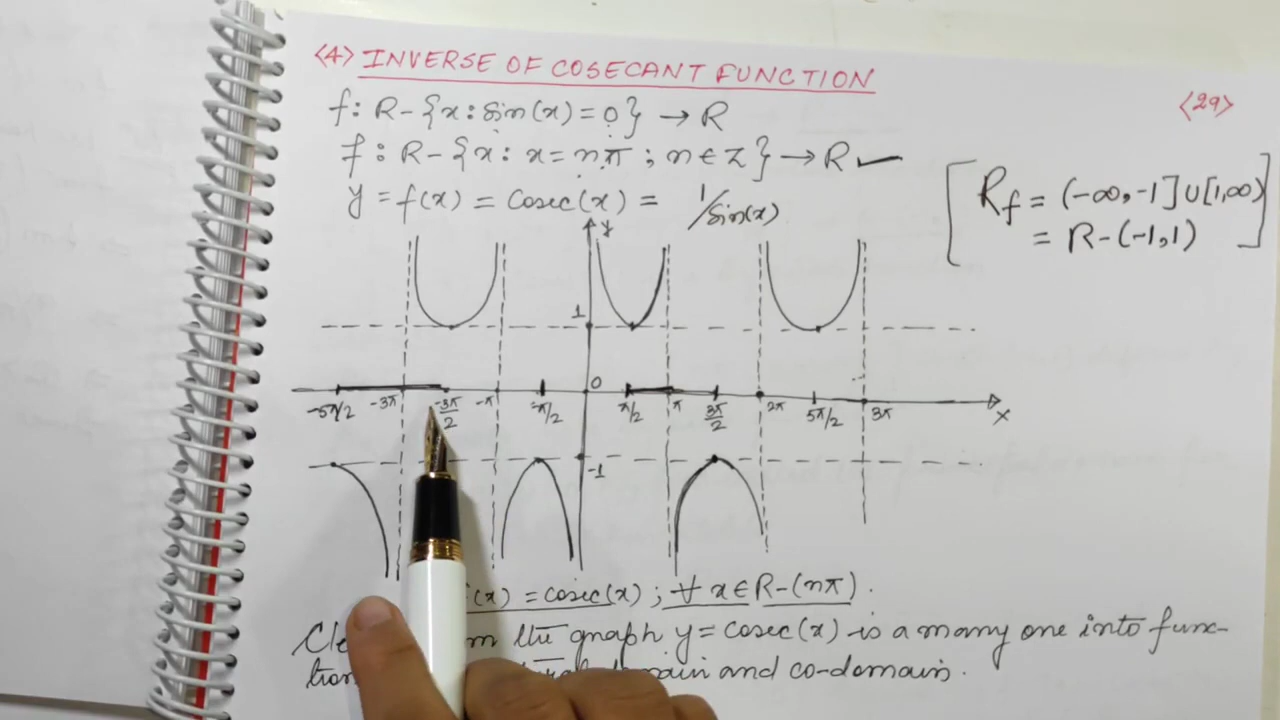 <4> INVERSE OF COSECANT FUNCTION
<29>
f: R-{x: sin(x)=0} → R
f: R-{x: x=nπ ; n∈Z} → R ✓
y = f(x) = cosec(x) = 1/sin(x)
R_f = (-∞,-1]∪[1,∞)
= R-(-1,1)
y
1
0
-5π/2 -3π -3π/2 -π -π/2 π/2 π 3π/2 2π 5π/2 3π x
-1
(x) = cosec(x) ; ∀ x∈R-(nπ).
the graph y=cosec(x) is a many one into func-
and co-domain.